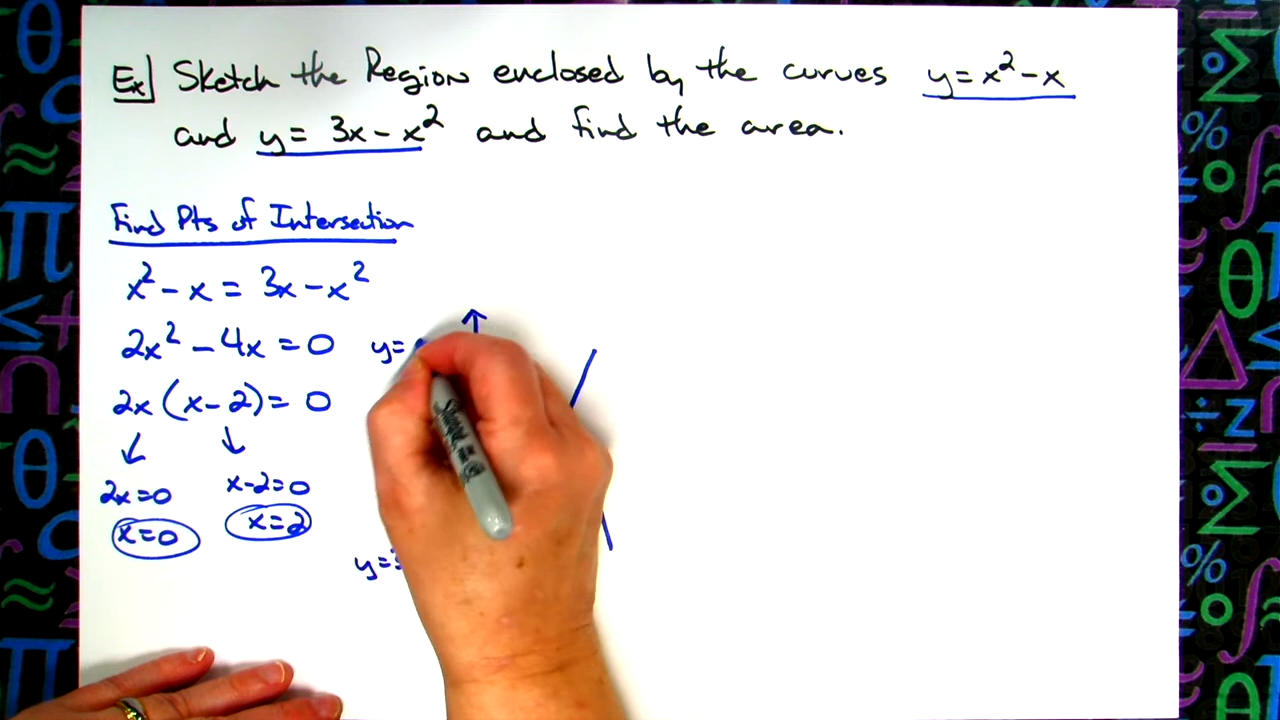 Ex] Sketch the Region enclosed by the curves y = x² - x
and y = 3x - x² and find the area.
Find Pts of Intersection
x² - x = 3x - x²
2x² - 4x = 0
2x (x - 2) = 0
2x = 0 x - 2 = 0
x = 0 x = 2
y =
y = 3